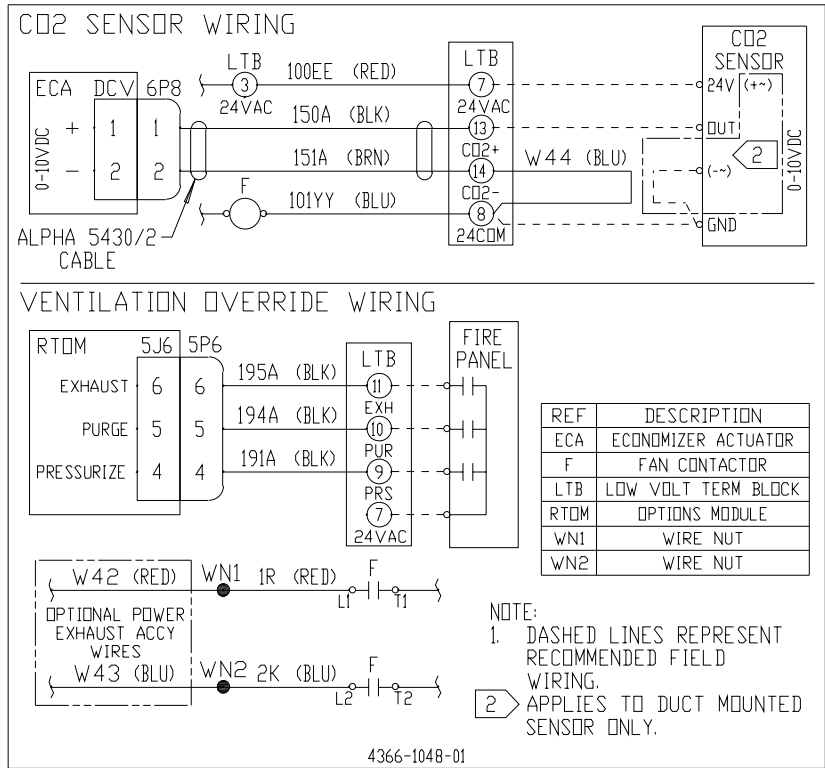 CO2 SENSOR WIRING
ECA DCV 6P8
0-10VDC
+ 1 1
- 2 2
ALPHA 5430/2
CABLE
LTB
3
24VAC
100EE (RED)
150A (BLK)
151A (BRN)
F
101YY (BLU)
LTB
7
24VAC
13
CO2+
14
CO2-
8
24COM
W44 (BLU)
CO2
SENSOR
24V (+~)
OUT
(-~)
2
0-10VDC
GND
VENTILATION OVERRIDE WIRING
RTOM 5J6 5P6
EXHAUST 6 6
PURGE 5 5
PRESSURIZE 4 4
195A (BLK)
194A (BLK)
191A (BLK)
LTB
11
EXH
10
PUR
9
PRS
7
24VAC
FIRE
PANEL
REF DESCRIPTION
ECA ECONOMIZER ACTUATOR
F FAN CONTACTOR
LTB LOW VOLT TERM BLOCK
RTOM OPTIONS MODULE
WN1 WIRE NUT
WN2 WIRE NUT
W42 (RED) WN1 1R (RED) L1 F T1
OPTIONAL POWER
EXHAUST ACCY
WIRES
W43 (BLU) WN2 2K (BLU) L2 F T2
NOTE:
1. DASHED LINES REPRESENT
RECOMMENDED FIELD
WIRING.
2 APPLIES TO DUCT MOUNTED
SENSOR ONLY.
4366-1048-01